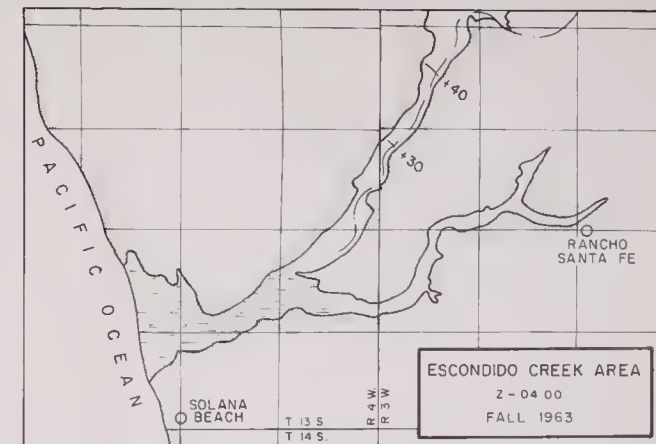 PACIFIC OCEAN
+40
+30
RANCHO
SANTA FE
SOLANA
BEACH
T 13 S
T 14 S.
R 4 W.
R 3 W.
ESCONDIDO CREEK AREA
Z-04 00
FALL 1963